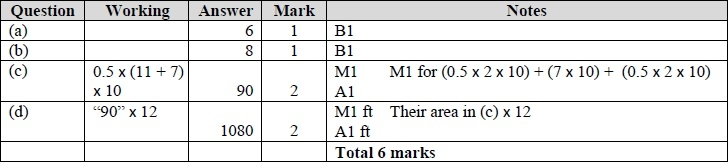 Question Working Answer Mark Notes
(a) 6 1 B1
(b) 8 1 B1
(c) 0.5 x (11 + 7) M1 M1 for (0.5 x 2 x 10) + (7 x 10) + (0.5 x 2 x 10)
x 10 90 2 A1
(d) “90” x 12 M1 ft Their area in (c) x 12
1080 2 A1 ft
Total 6 marks